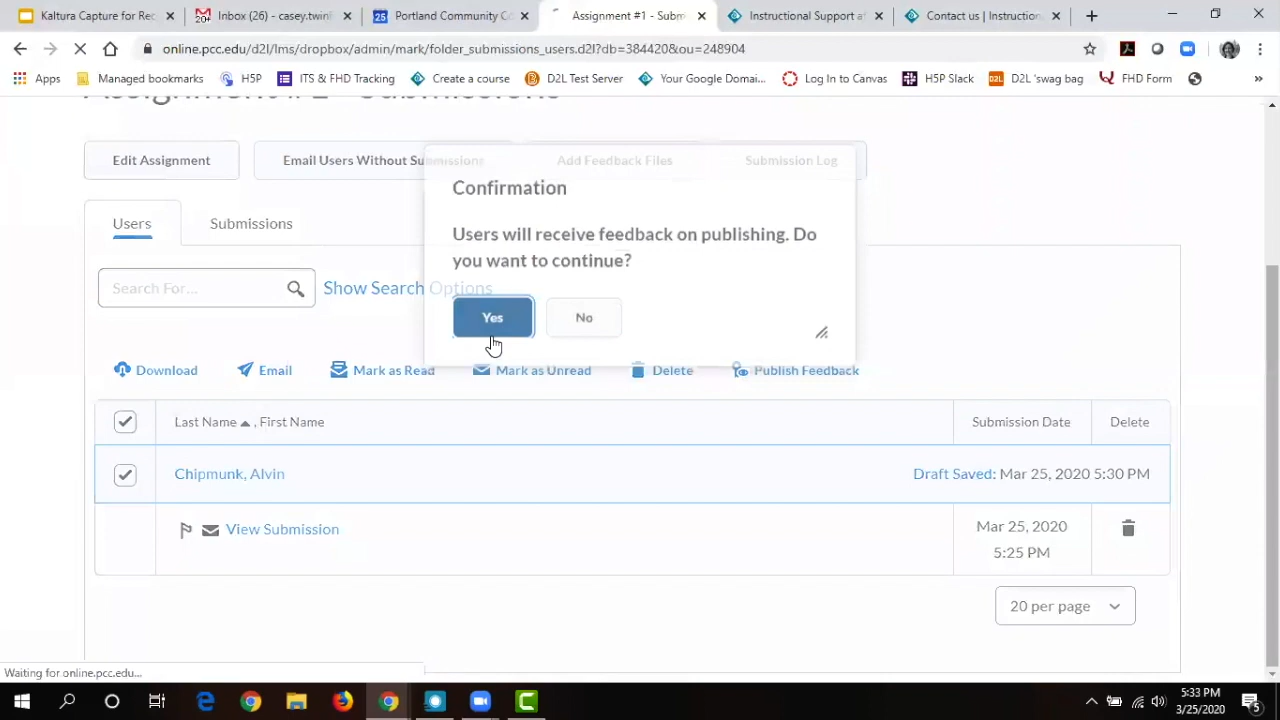 Kaltura Capture for Rec
Inbox (26) - casey.twini
25 Portland Community Co
Assignment #1 - Subm
Instructional Support at
Contact us | Instruction
online.pcc.edu/d2l/lms/dropbox/admin/mark/folder_submissions_users.d2l?db=384420&ou=248904
Apps Managed bookmarks H5P ITS & FHD Tracking Create a course D2L Test Server Your Google Domai... Log In to Canvas H5P Slack D2L D2L 'swag bag FHD Form »
Edit Assignment Email Users Without Submissions Add Feedback Files Submission Log
Confirmation
Users will receive feedback on publishing. Do
you want to continue?
Yes No
Users Submissions
Search For... Show Search Options
Download Email Mark as Read Mark as Unread Delete Publish Feedback
Last Name , First Name Submission Date Delete
Chipmunk, Alvin Draft Saved: Mar 25, 2020 5:30 PM
View Submission Mar 25, 2020
5:25 PM
20 per page
Waiting for online.pcc.edu...
5:33 PM
3/25/2020
5